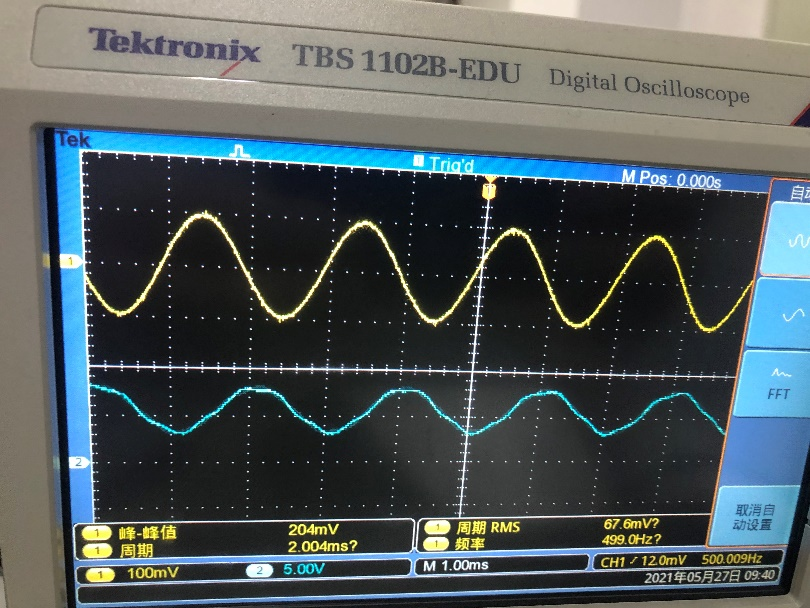 Tektronix TBS 1102B-EDU Digital Oscilloscope
Tek Trig'd M Pos: 0.000s
自动
1
2
FFT
取消自
动设置
1 峰-峰值 204mV
1 周期 2.004ms?
1 周期 RMS 67.6mV?
1 频率 499.0Hz?
1 100mV 2 5.00V M 1.00ms CH1 / 12.0mV 500.009Hz
2021年05月27日 09:40